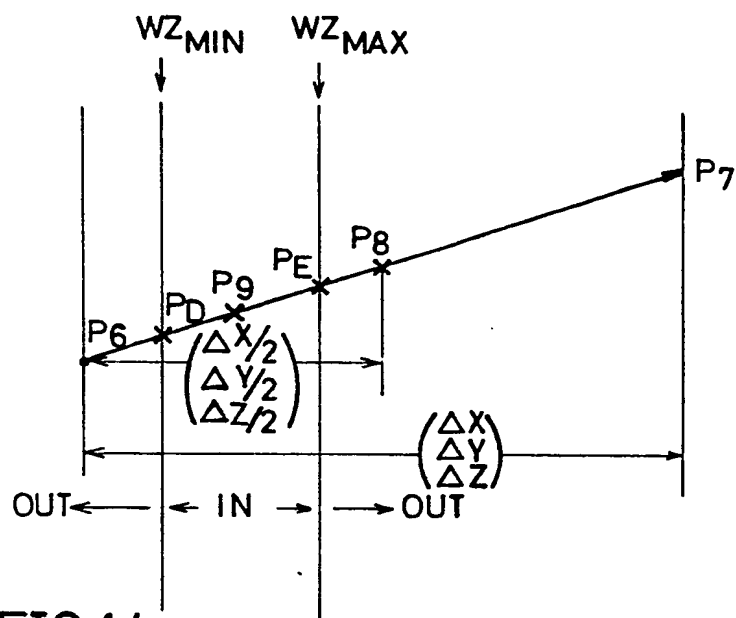 WZMIN WZMAX
P7
P8
PE
P9
PD
P6
ΔX/2
ΔY/2
ΔZ/2
ΔX
ΔY
ΔZ
OUT IN OUT